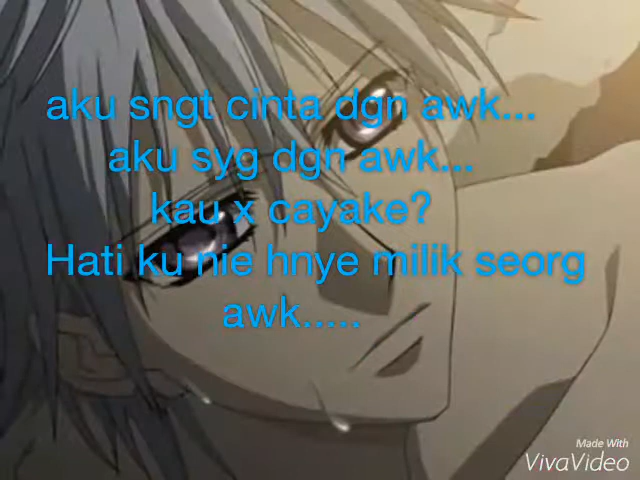 aku sngt cinta dgn awk...
aku syg dgn awk...
kau x cayake?
Hati ku nie hnye milik seorg
awk.....
Made With
VivaVideo